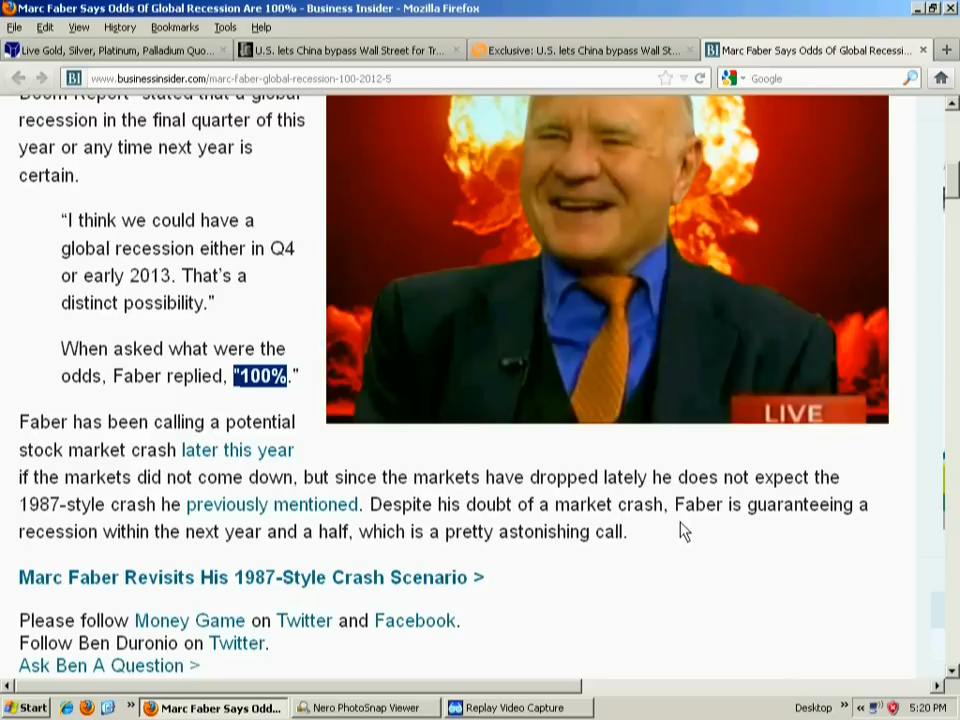 Marc Faber Says Odds Of Global Recession Are 100% - Business Insider - Mozilla Firefox
File Edit View History Bookmarks Tools Help
Live Gold, Silver, Platinum, Palladium Quo... U.S. lets China bypass Wall Street for Tr... Exclusive: U.S. lets China bypass Wall St... Marc Faber Says Odds Of Global Recessi...
www.businessinsider.com/marc-faber-global-recession-100-2012-5 Google
Doom Report" stated that a global
recession in the final quarter of this
year or any time next year is
certain.
“I think we could have a
global recession either in Q4
or early 2013. That's a
distinct possibility."
When asked what were the
odds, Faber replied, "100%."
LIVE
Faber has been calling a potential
stock market crash later this year
if the markets did not come down, but since the markets have dropped lately he does not expect the
1987-style crash he previously mentioned. Despite his doubt of a market crash, Faber is guaranteeing a
recession within the next year and a half, which is a pretty astonishing call.
Marc Faber Revisits His 1987-Style Crash Scenario >
Please follow Money Game on Twitter and Facebook.
Follow Ben Duronio on Twitter.
Ask Ben A Question >
Start Marc Faber Says Odd... Nero PhotoSnap Viewer Replay Video Capture Desktop 5:20 PM